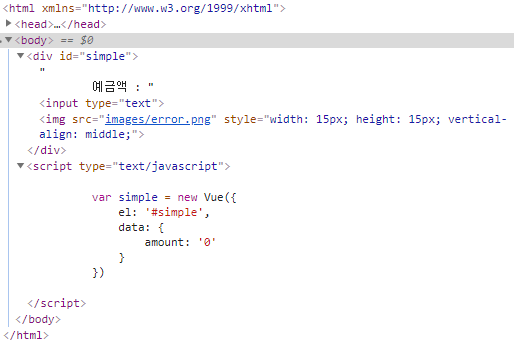 <html xmlns="http://www.w3.org/1999/xhtml">
▶<head>…</head>
▼<body> == $0
▼<div id="simple">
"
예금액 : "
<input type="text">
<img src="images/error.png" style="width: 15px; height: 15px; vertical-
align: middle;">
</div>
▼<script type="text/javascript">
var simple = new Vue({
el: '#simple',
data: {
amount: '0'
}
})
</script>
</body>
</html>